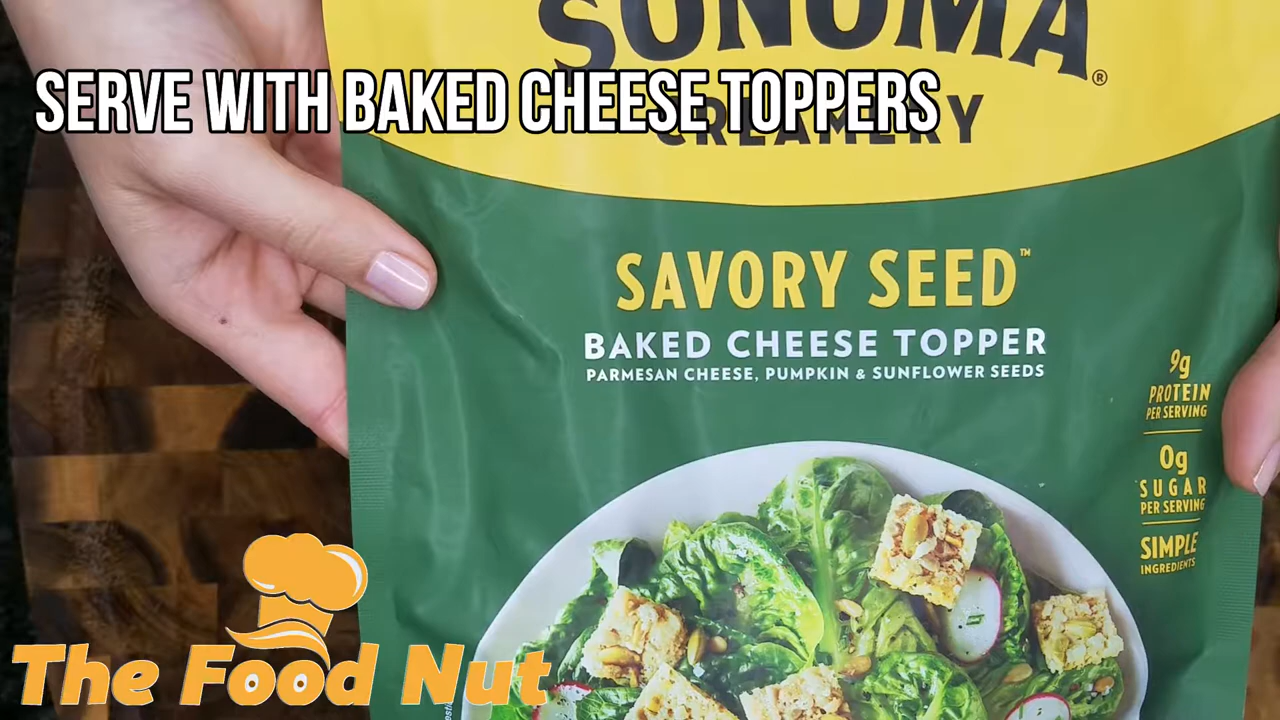 SONOMA®
SERVE WITH BAKED CHEESE TOPPERS
CREAMERY
SAVORY SEED™
BAKED CHEESE TOPPER
PARMESAN CHEESE, PUMPKIN & SUNFLOWER SEEDS
9g
PROTEIN
PER SERVING
0g
SUGAR
PER SERVING
SIMPLE
INGREDIENTS
The Food Nut